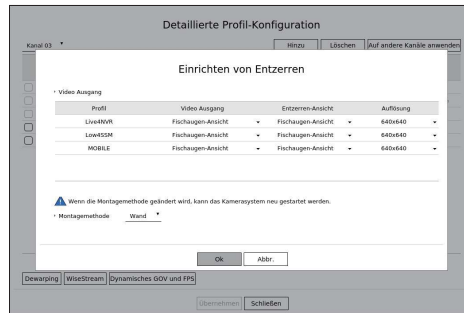 Detaillierte Profil-Konfiguration
Kanal 03 Hinzu Löschen Auf andere Kanäle anwenden
Einrichten von Entzerren
Video Ausgang
Profil Video Ausgang Entzerren-Ansicht Auflösung
Live4NVR Fischaugen-Ansicht Fischaugen-Ansicht 640x640
Low4SSM Fischaugen-Ansicht Fischaugen-Ansicht 640x640
MOBILE Fischaugen-Ansicht Fischaugen-Ansicht 640x640
Wenn die Montagemethode geändert wird, kann das Kamerasystem neu gestartet werden.
Montagemethode Wand
Ok Abbr.
Dewarping WiseStream Dynamisches GOV und FPS
Übernehmen Schließen